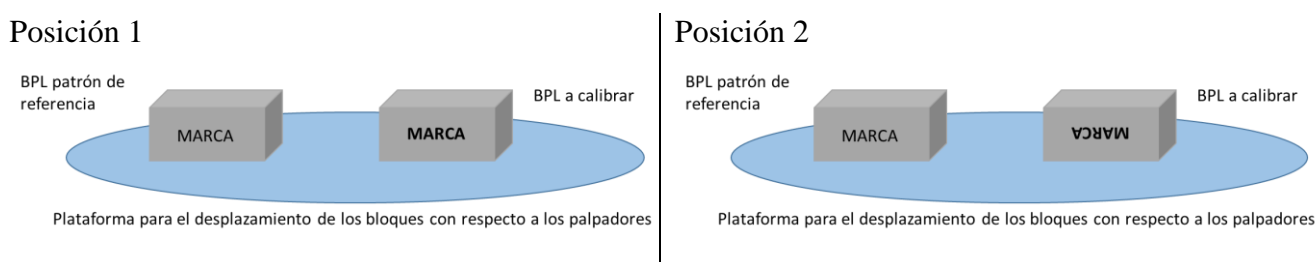 Posición 1
BPL patrón de
referencia
BPL a calibrar
MARCA
MARCA
Plataforma para el desplazamiento de los bloques con respecto a los palpadores
Posición 2
BPL patrón de
referencia
BPL a calibrar
MARCA
MARCA
Plataforma para el desplazamiento de los bloques con respecto a los palpadores